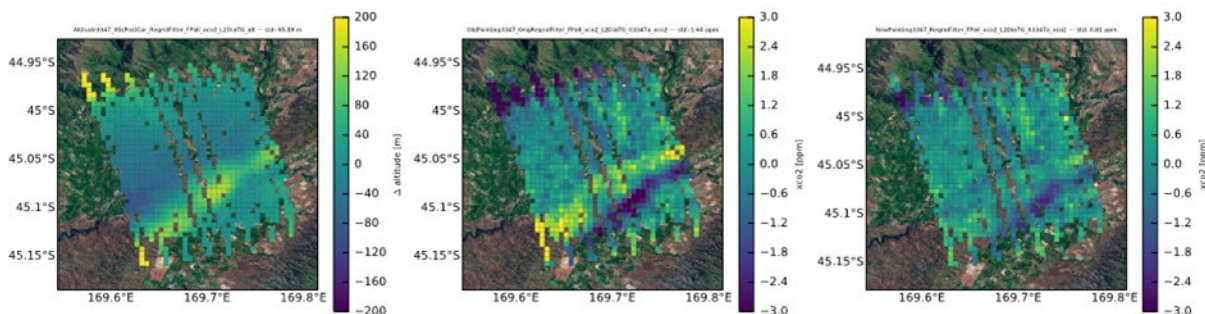 200
160
120
80
40
0
−40
−80
−120
−160
−200
Δ altitude [m]
44.95°S
45°S
45.05°S
45.1°S
45.15°S
169.6°E 169.7°E 169.8°E
3.0
2.4
1.8
1.2
0.6
0.0
−0.6
−1.2
−1.8
−2.4
−3.0
xco2 [ppm]
44.95°S
45°S
45.05°S
45.1°S
45.15°S
169.6°E 169.7°E 169.8°E
3.0
2.4
1.8
1.2
0.6
0.0
−0.6
−1.2
−1.8
−2.4
−3.0
xco2 [ppm]
44.95°S
45°S
45.05°S
45.1°S
45.15°S
169.6°E 169.7°E 169.8°E